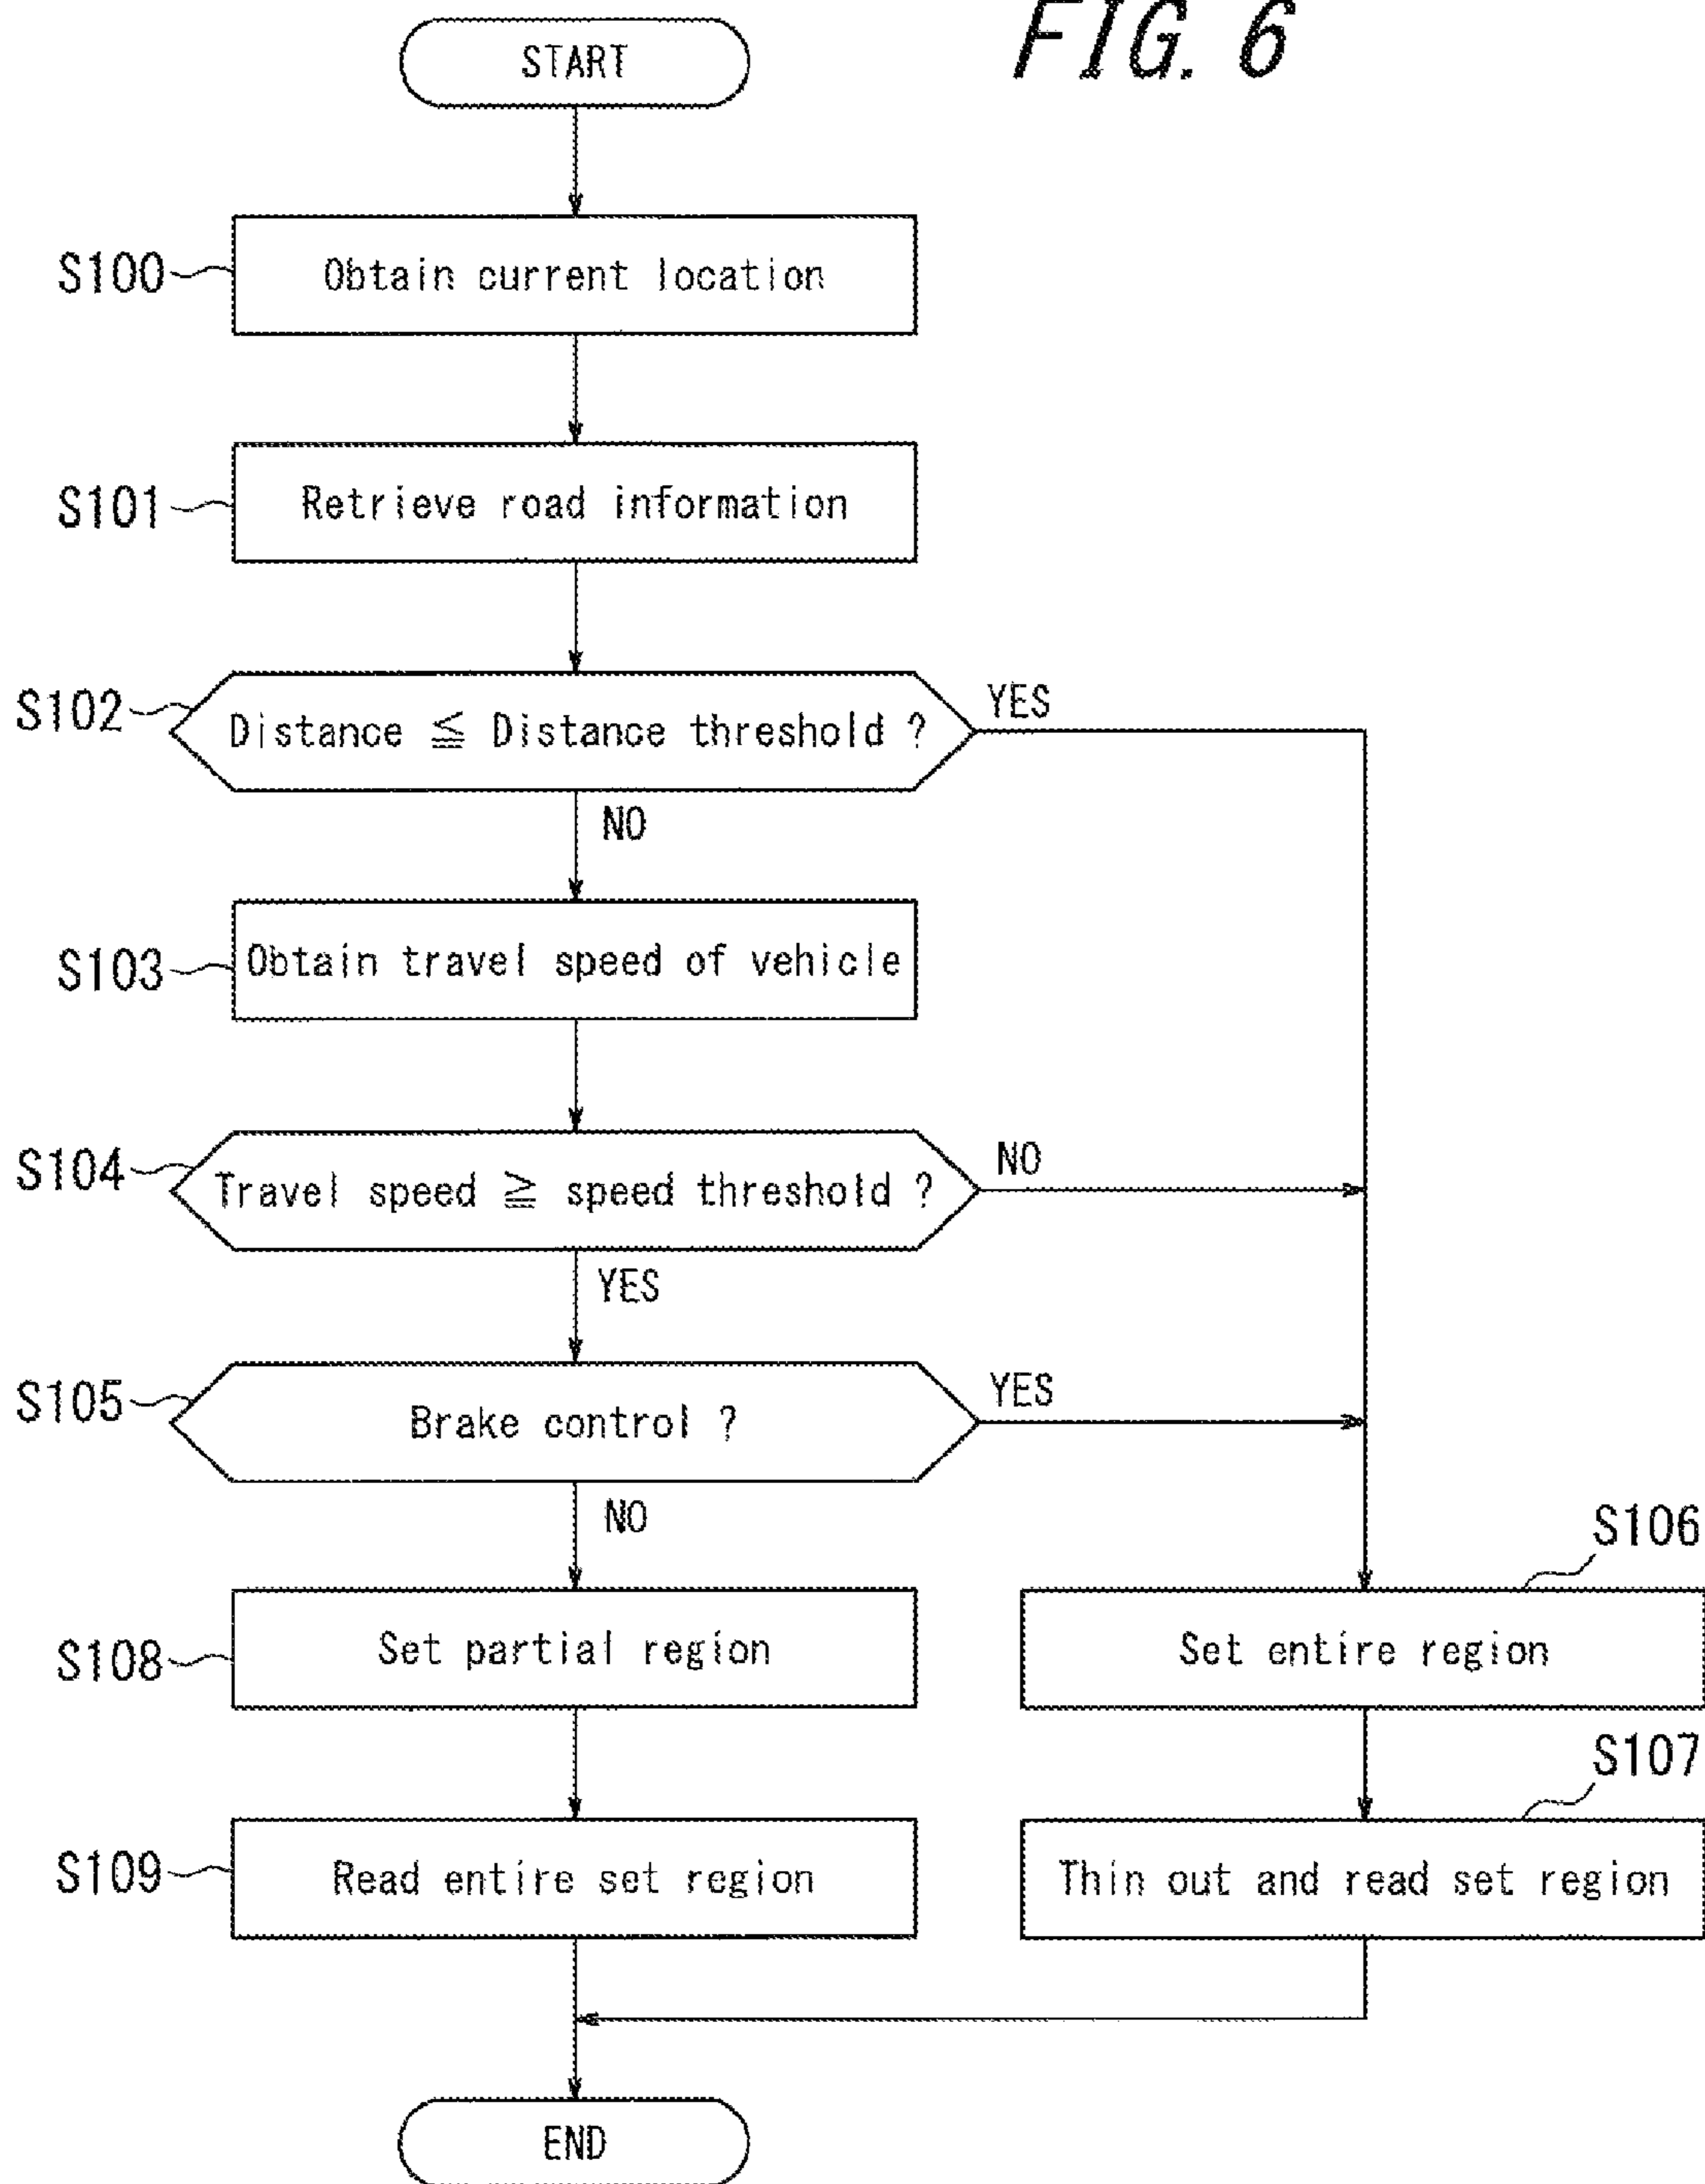 FIG. 6
START
S100
Obtain current location
S101
Retrieve road information
S102
Distance ≦ Distance threshold ?
YES
NO
S103
Obtain travel speed of vehicle
S104
Travel speed ≧ speed threshold ?
NO
YES
S105
Brake control ?
YES
NO
S106
S108
Set partial region
Set entire region
S107
S109
Read entire set region
Thin out and read set region
END